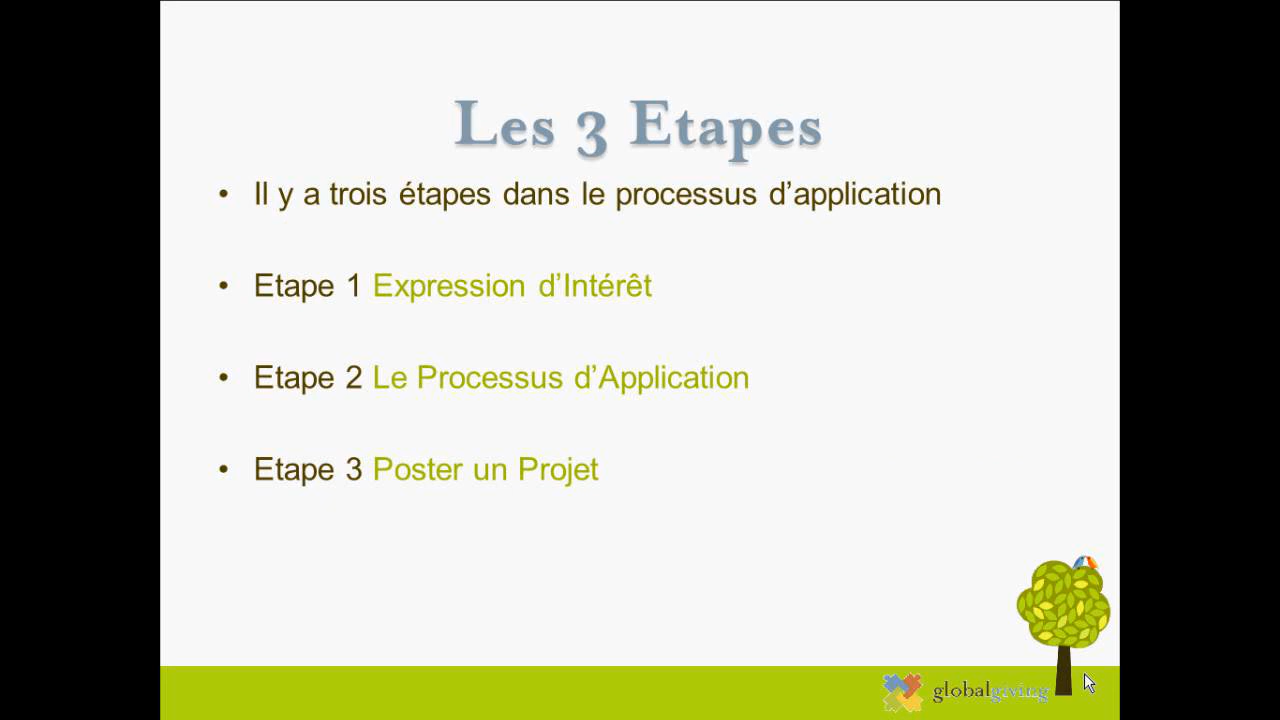 Les 3 Etapes
• Il y a trois étapes dans le processus d’application
• Etape 1 Expression d’Intérêt
• Etape 2 Le Processus d’Application
• Etape 3 Poster un Projet
globalgiving